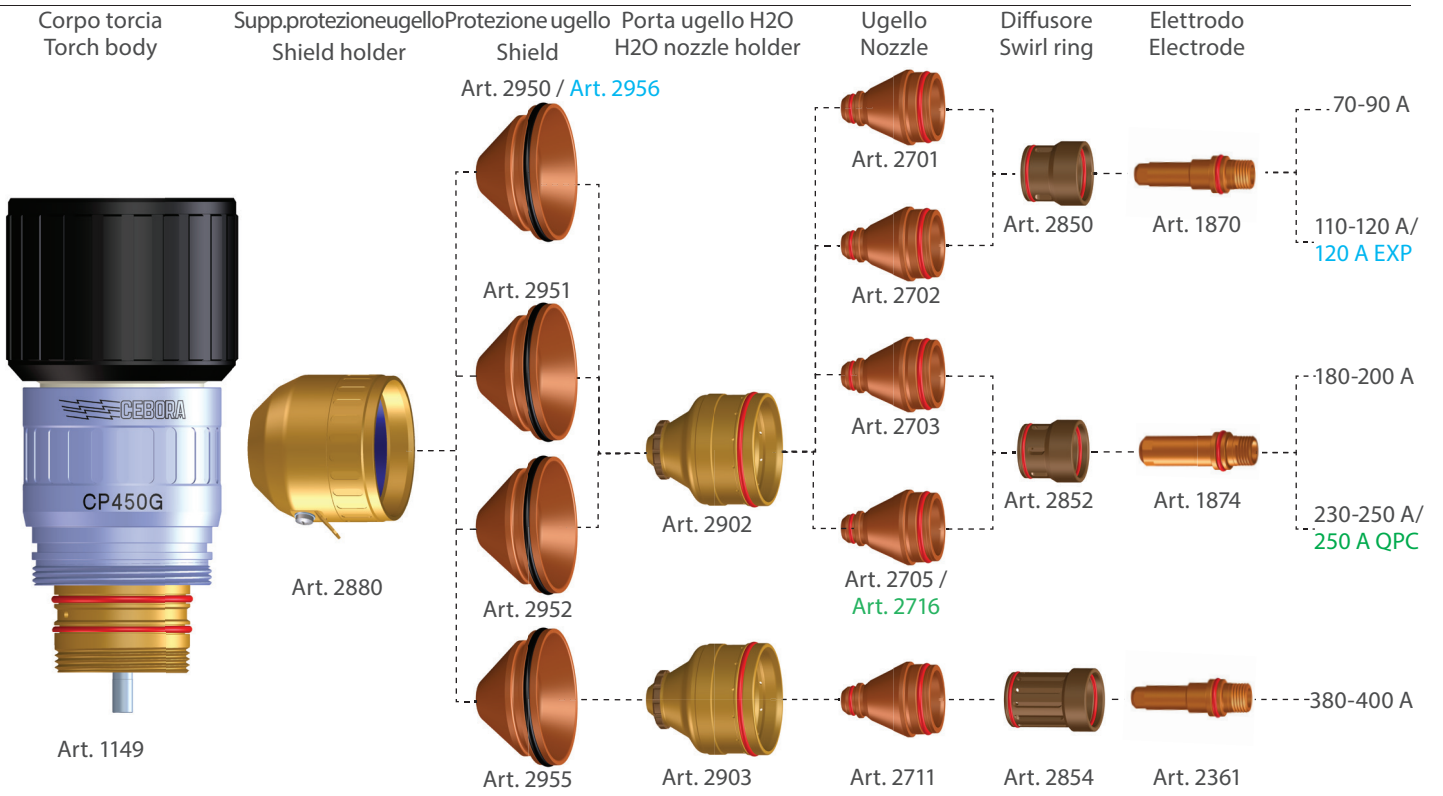 Corpo torcia
Torch body
Supp.protezioneugello
Shield holder
Protezione ugello
Shield
Porta ugello H2O
H2O nozzle holder
Ugello
Nozzle
Diffusore
Swirl ring
Elettrodo
Electrode
Art. 2950 / Art. 2956
70-90 A
Art. 2701
Art. 2850
Art. 1870
110-120 A/
120 A EXP
Art. 2951
Art. 2702
180-200 A
CEBORA
Art. 2703
CP450G
Art. 2852
Art. 1874
Art. 2902
230-250 A/
250 A QPC
Art. 2880
Art. 2705 /
Art. 2716
Art. 2952
380-400 A
Art. 1149
Art. 2955
Art. 2903
Art. 2711
Art. 2854
Art. 2361